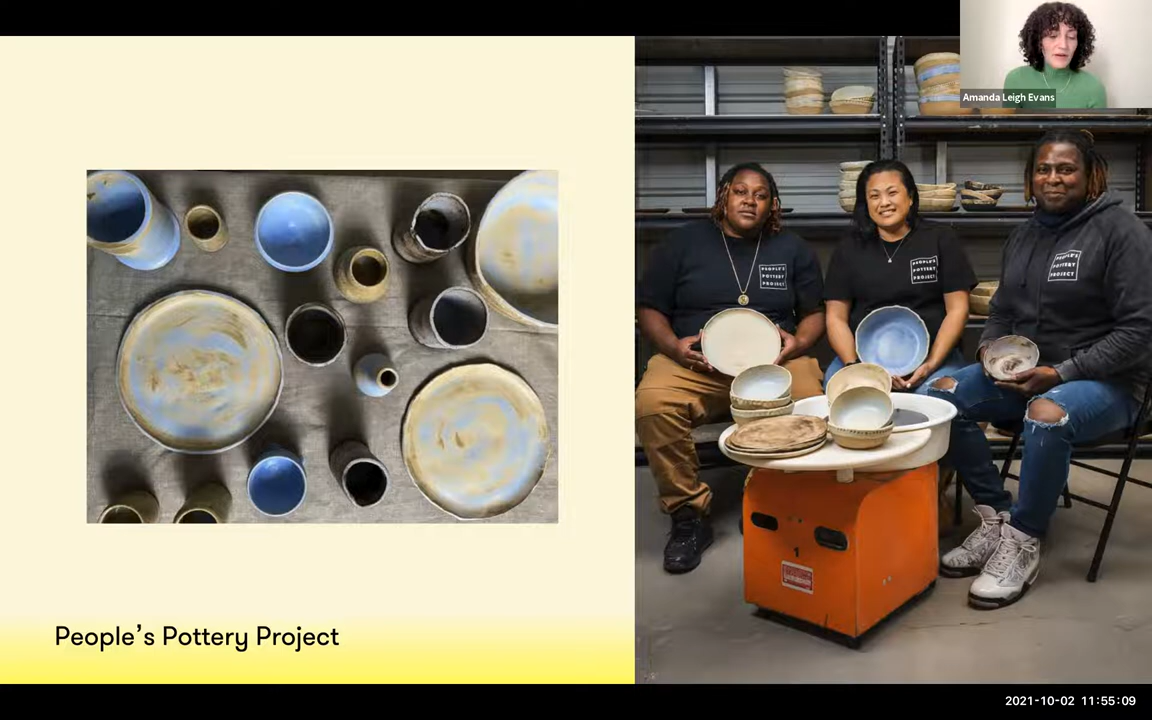 Amanda Leigh Evans
PEOPLE'S
POTTERY
PROJECT
PEOPLE'S
POTTERY
PROJECT
PEOPLE'S
POTTERY
PROJECT
1
People's Pottery Project
2021-10-02 11:55:09